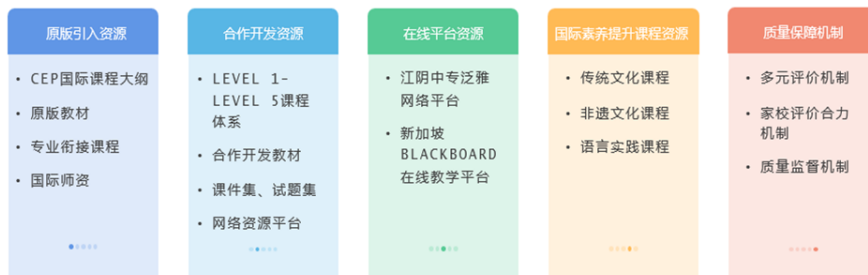 原版引入资源
• CEP国际课程大纲
• 原版教材
• 专业衔接课程
• 国际师资
合作开发资源
• LEVEL 1-
LEVEL 5课程
体系
• 合作开发教材
• 课件集、试题集
• 网络资源平台
在线平台资源
• 江阴中专泛雅
网络平台
• 新加坡
BLACKBOARD
在线教学平台
国际素养提升课程资源
• 传统文化课程
• 非遗文化课程
• 语言实践课程
质量保障机制
• 多元评价机制
• 家校评价合力
机制
• 质量监督机制